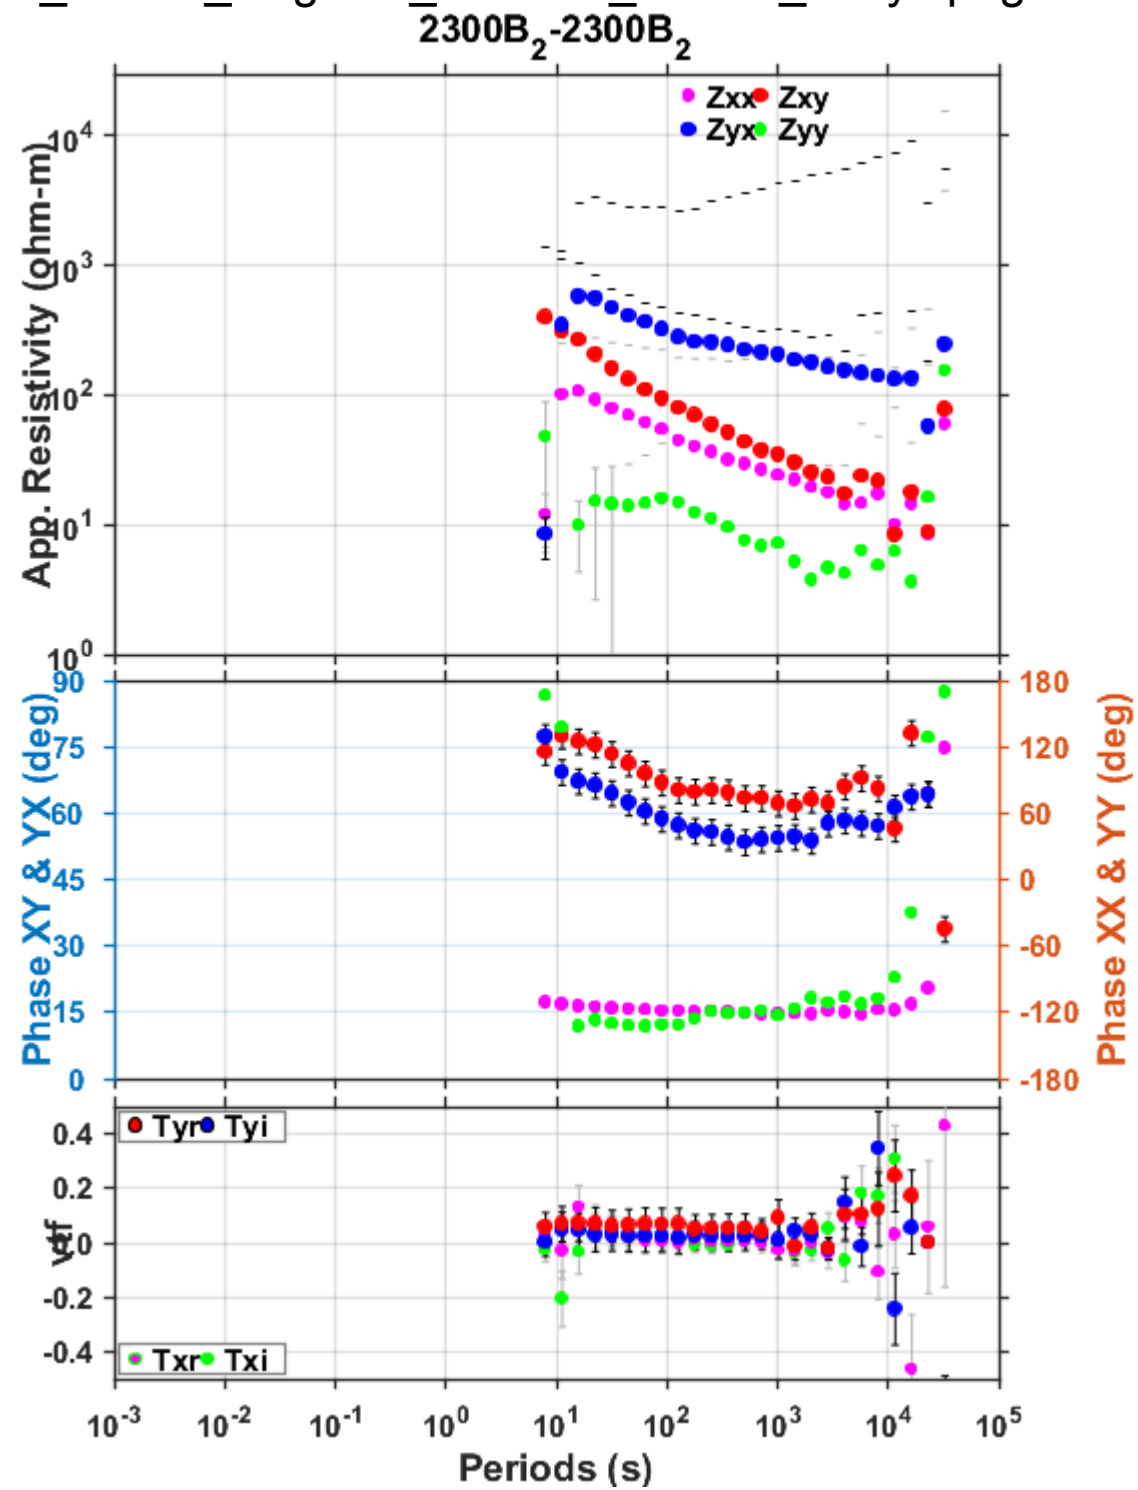 2300B2-2300B2
Zxx Zxy
Zyx Zyy
App. Resistivity (ohm-m)
10^4
10^3
10^2
10^1
10^0
Phase XY & YX (deg)
90
75
60
45
30
15
0
Phase XX & YY (deg)
180
120
60
0
-60
-120
-180
Tyr Tyi
vtf
0.4
0.2
0.0
-0.2
-0.4
Txr Txi
10^-3 10^-2 10^-1 10^0 10^1 10^2 10^3 10^4 10^5
Periods (s)